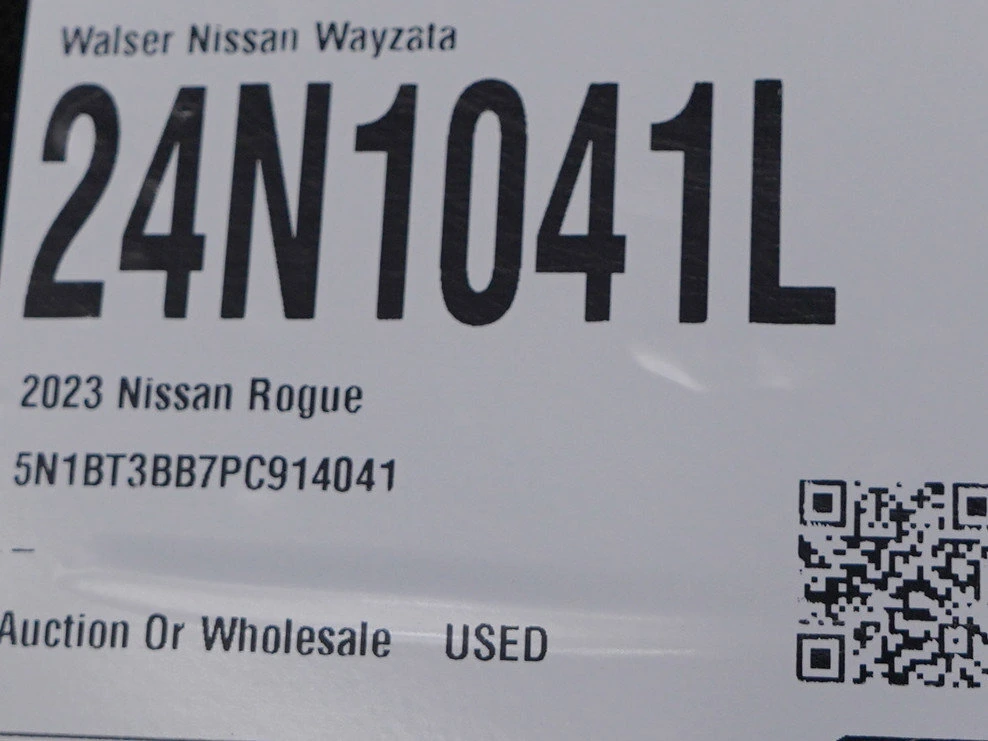 Walser Nissan Wayzata
24N1041L
2023 Nissan Rogue
5N1BT3BB7PC914041
–
Auction Or Wholesale USED